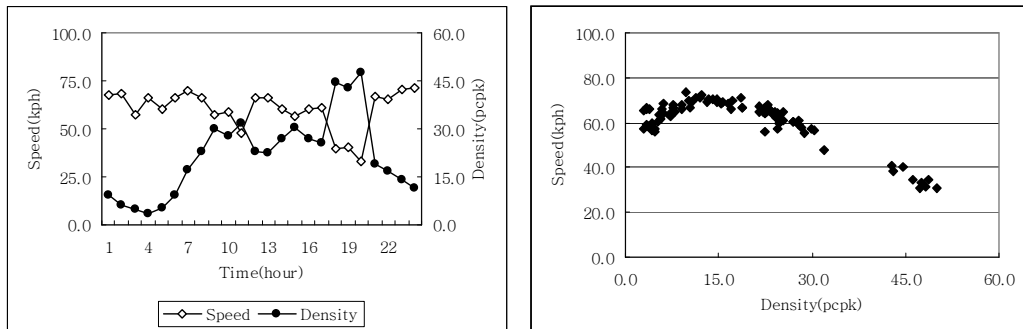 100.0
75.0
50.0
25.0
0.0
Speed(kph)
60.0
45.0
30.0
15.0
0.0
Density(pcpk)
1 4 7 10 13 16 19 22
Time(hour)
Speed Density
100.0
80.0
60.0
40.0
20.0
0.0
Speed(kph)
0.0 15.0 30.0 45.0 60.0
Density(pcpk)